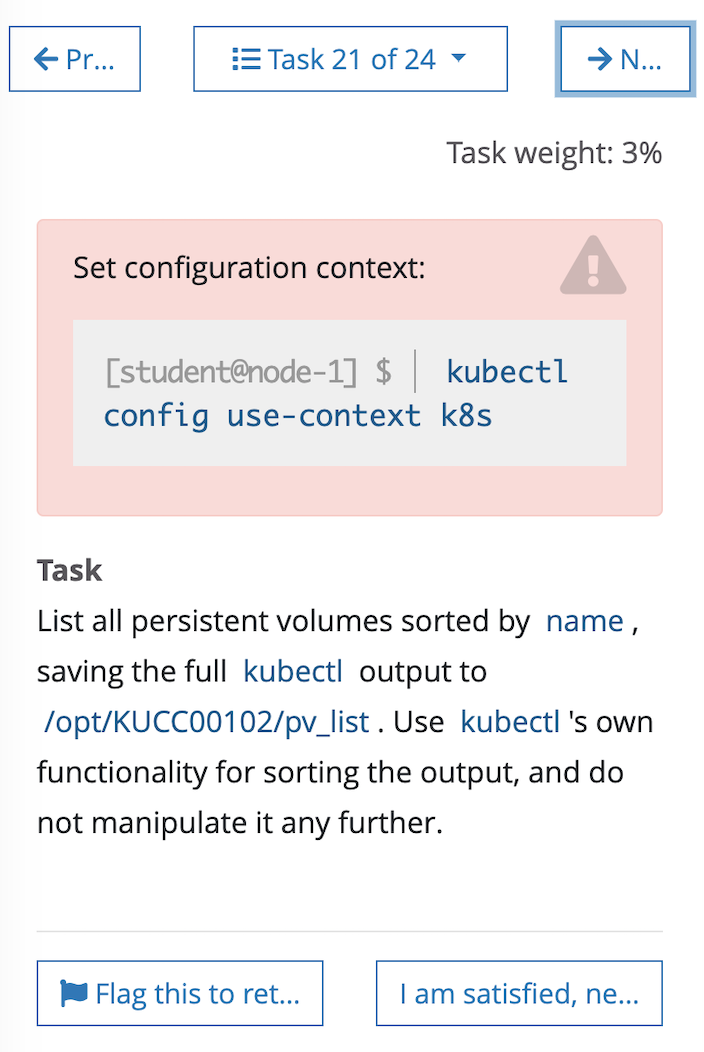 Pr...
Task 21 of 24
N...
Task weight: 3%
Set configuration context:
[student@node-1] $ | kubectl
config use-context k8s
Task
List all persistent volumes sorted by name ,
saving the full kubectl output to
/opt/KUCC00102/pv_list . Use kubectl 's own
functionality for sorting the output, and do
not manipulate it any further.
Flag this to ret...
I am satisfied, ne...